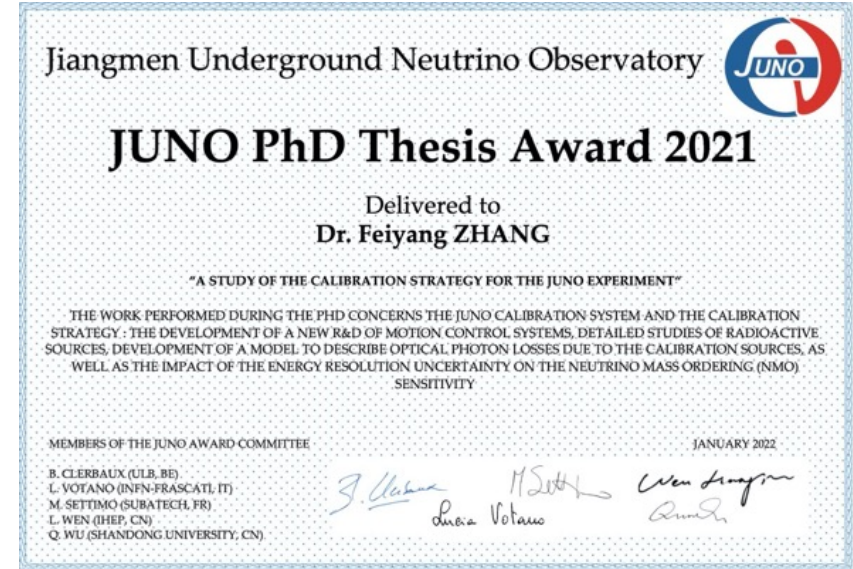 Jiangmen Underground Neutrino Observatory
JUNO
JUNO PhD Thesis Award 2021
Delivered to
Dr. Feiyang ZHANG
"A STUDY OF THE CALIBRATION STRATEGY FOR THE JUNO EXPERIMENT"
THE WORK PERFORMED DURING THE PHD CONCERNS THE JUNO CALIBRATION SYSTEM AND THE CALIBRATION
STRATEGY : THE DEVELOPMENT OF A NEW R&D OF MOTION CONTROL SYSTEMS, DETAILED STUDIES OF RADIOACTIVE
SOURCES, DEVELOPMENT OF A MODEL TO DESCRIBE OPTICAL PHOTON LOSSES DUE TO THE CALIBRATION SOURCES, AS
WELL AS THE IMPACT OF THE ENERGY RESOLUTION UNCERTAINTY ON THE NEUTRINO MASS ORDERING (NMO)
SENSITIVITY
MEMBERS OF THE JUNO AWARD COMMITTEE
JANUARY 2022
B. CLERBAUX (ULB, BE)
L. VOTANO (INFN-FRASCATI, IT)
M. SETTIMO (SUBATECH, FR)
L. WEN (IHEP, CN)
Q. WU (SHANDONG UNIVERSITY, CN)
Lucia Votano